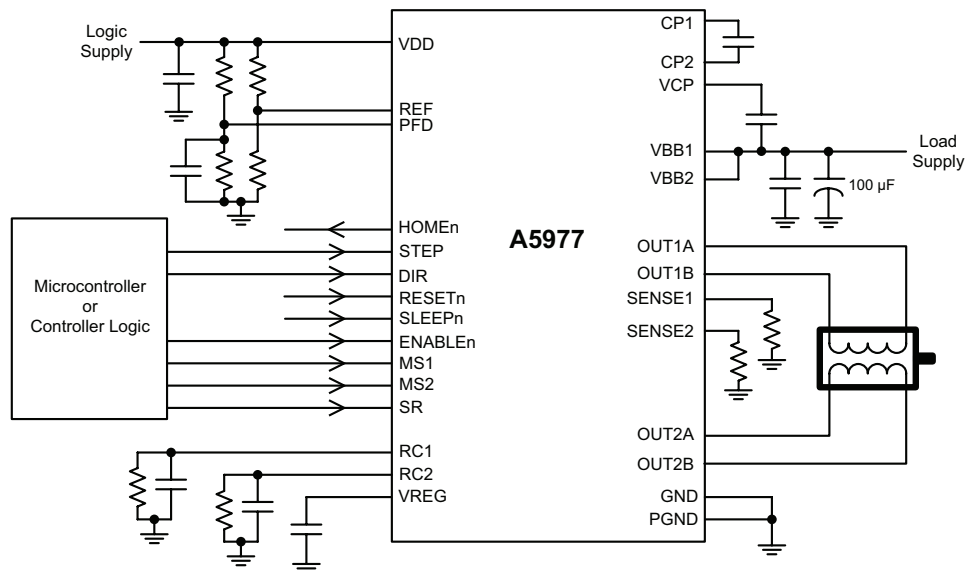 Logic
Supply
VDD
REF
PFD
HOMEn
STEP
DIR
RESETn
SLEEPn
ENABLEn
MS1
MS2
SR
RC1
RC2
VREG
Microcontroller
or
Controller Logic
A5977
CP1
CP2
VCP
VBB1
VBB2
Load
Supply
100 µF
OUT1A
OUT1B
SENSE1
SENSE2
OUT2A
OUT2B
GND
PGND